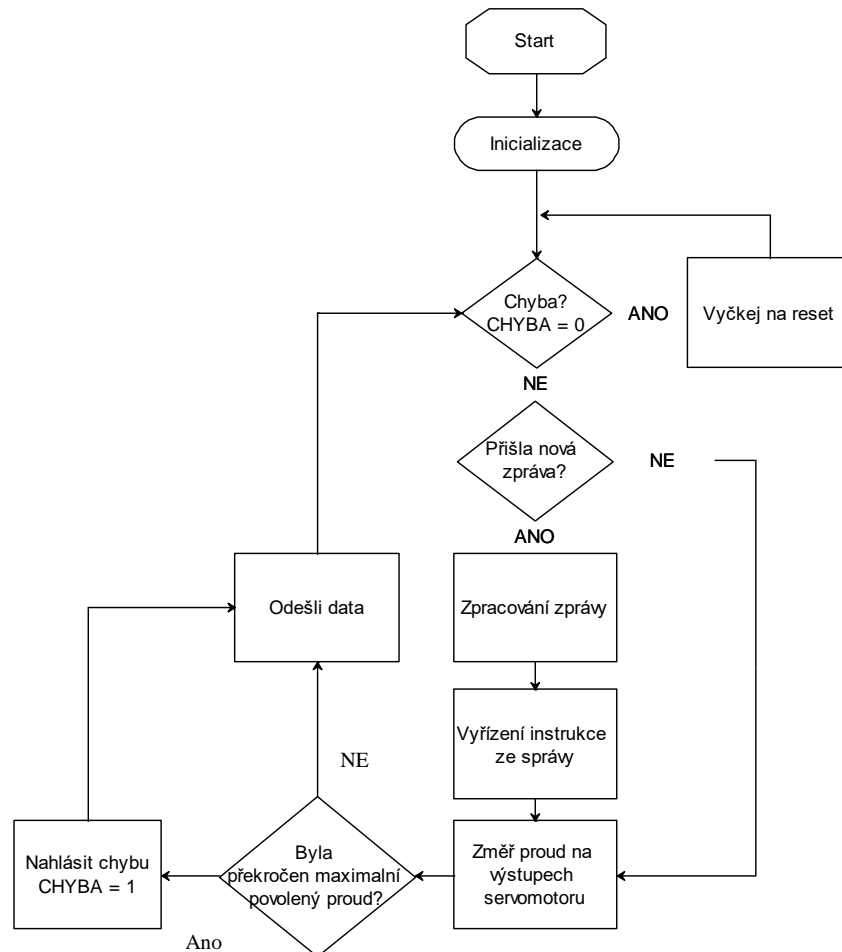 Start
Inicializace
Chyba?
CHYBA = 0
ANO
Vyčkej na reset
NE
Přišla nová
zpráva?
NE
ANO
Odešli data
Zpracování zprávy
Vyřízení instrukce
ze správy
NE
Nahlásit chybu
CHYBA = 1
Byla
překročen maximalní
povolený proud?
Změř proud na
výstupech
servomotoru
Ano